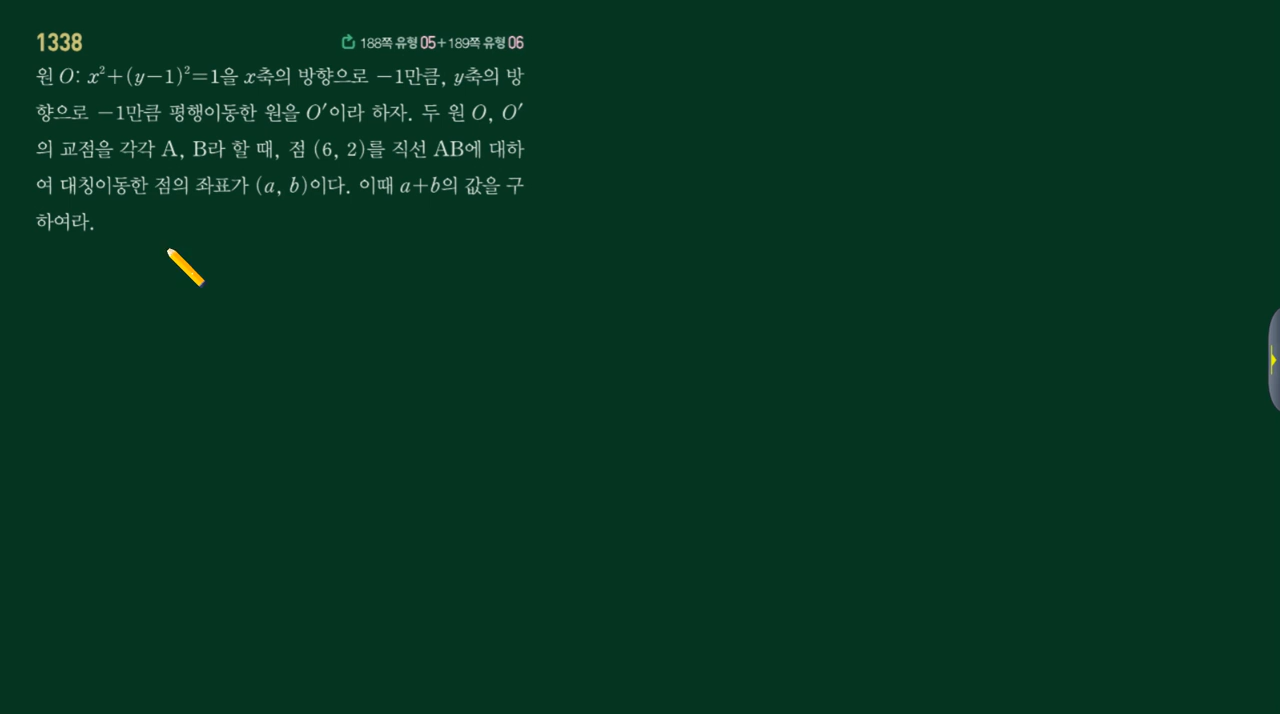 1338
188쪽 유형 05+189쪽 유형 06
원 O: x²+(y−1)²=1을 x축의 방향으로 −1만큼, y축의 방
향으로 −1만큼 평행이동한 원을 O′이라 하자. 두 원 O, O′
의 교점을 각각 A, B라 할 때, 점 (6, 2)를 직선 AB에 대하
여 대칭이동한 점의 좌표가 (a, b)이다. 이때 a+b의 값을 구
하여라.